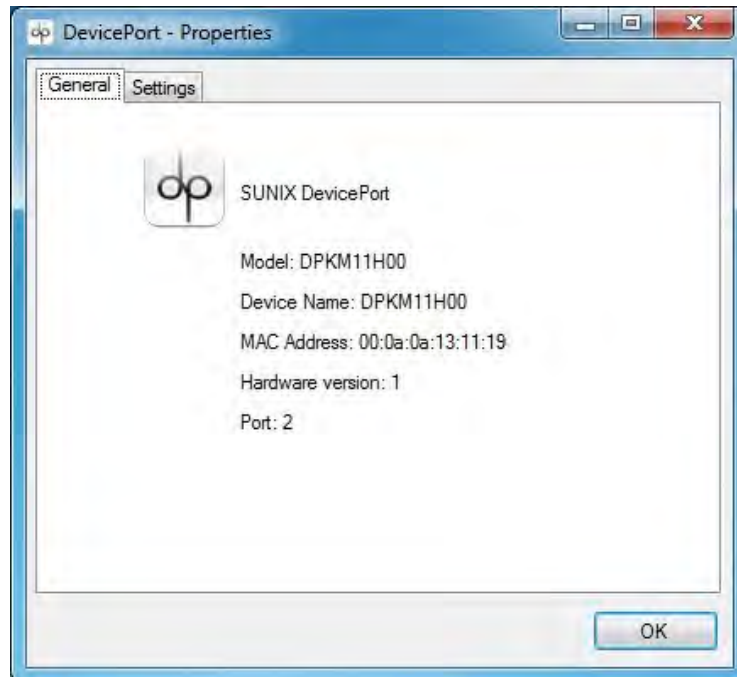 DevicePort - Properties
General Settings
dp
SUNIX DevicePort
Model: DPKM11H00
Device Name: DPKM11H00
MAC Address: 00:0a:0a:13:11:19
Hardware version: 1
Port: 2
OK